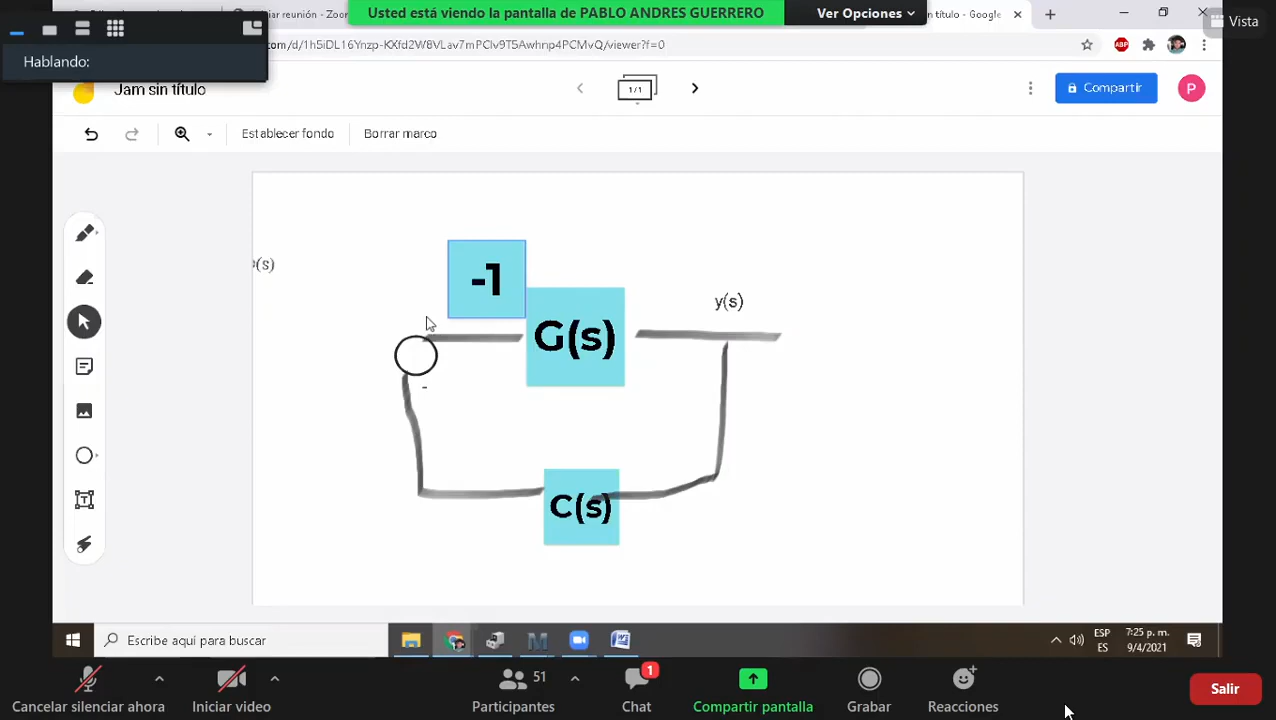 Usted está viendo la pantalla de PABLO ANDRES GUERRERO
Ver Opciones
Vista
Hablando:
Jam sin título
1/1
Compartir
P
Establecer fondo
Borrar marco
(s)
-1
G(s)
y(s)
-
C(s)
Escribe aquí para buscar
ESP
ES
7:25 p. m.
9/4/2021
Cancelar silenciar ahora
Iniciar video
51
Participantes
1
Chat
Compartir pantalla
Grabar
Reacciones
Salir